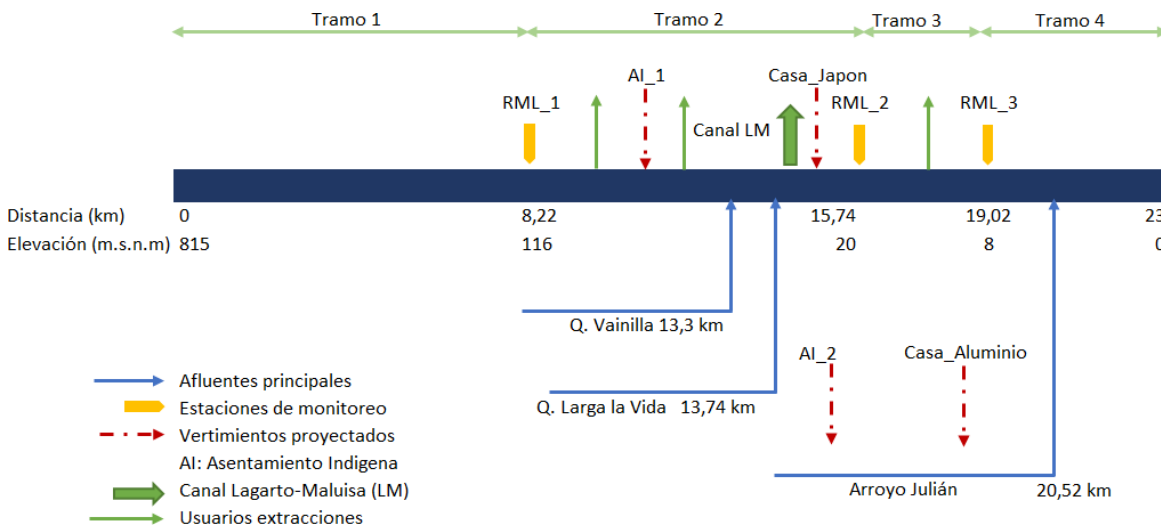 Tramo 1 Tramo 2 Tramo 3 Tramo 4
AI_1 Casa_Japon
RML_1 RML_2 RML_3
Canal LM
Distancia (km) 0 8,22 15,74 19,02 23
Elevación (m.s.n.m) 815 116 20 8 0
Q. Vainilla 13,3 km
AI_2 Casa_Aluminio
Afluentes principales
Q. Larga la Vida 13,74 km
Estaciones de monitoreo
Vertimientos proyectados
AI: Asentamiento Indigena
Canal Lagarto-Maluisa (LM)
Arroyo Julián 20,52 km
Usuarios extracciones